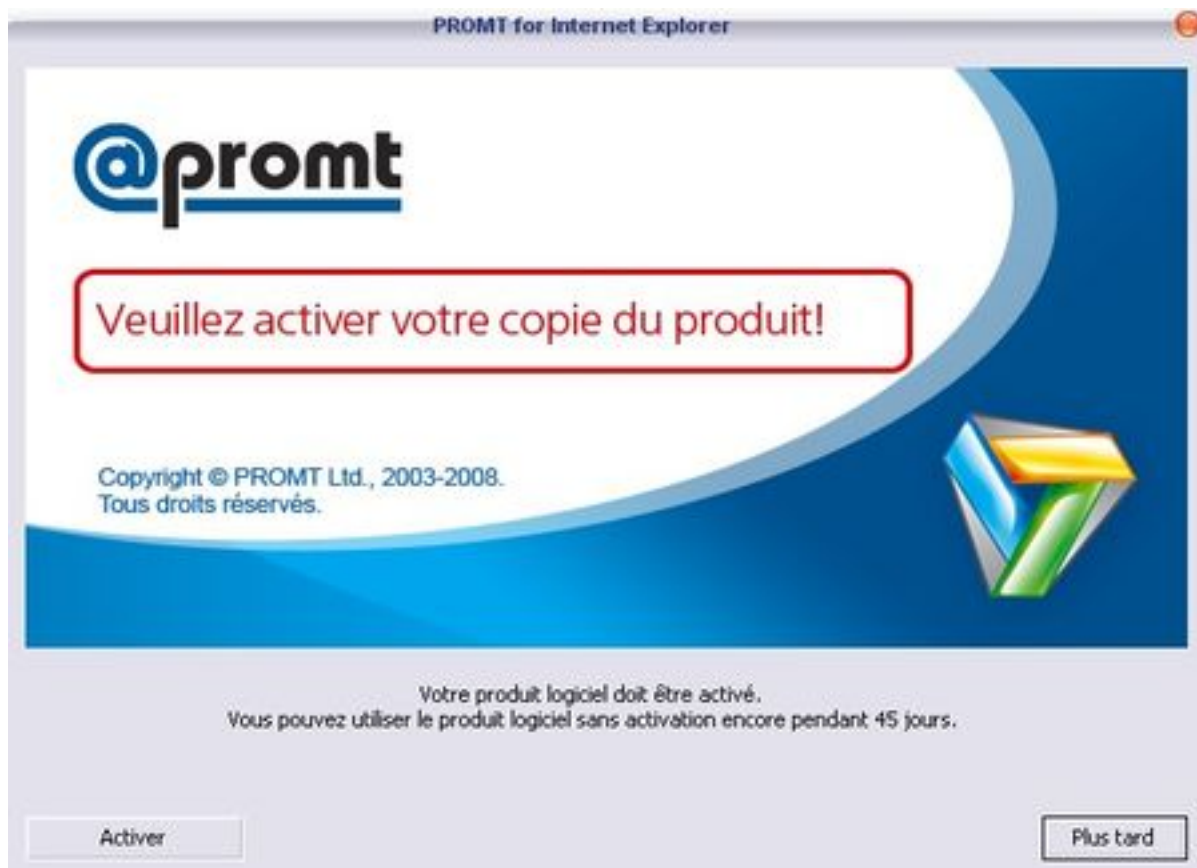 PROMT for Internet Explorer
@promt
Veuillez activer votre copie du produit!
Copyright © PROMT Ltd., 2003-2008.
Tous droits réservés.
Votre produit logiciel doit être activé.
Vous pouvez utiliser le produit logiciel sans activation encore pendant 45 jours.
Activer
Plus tard